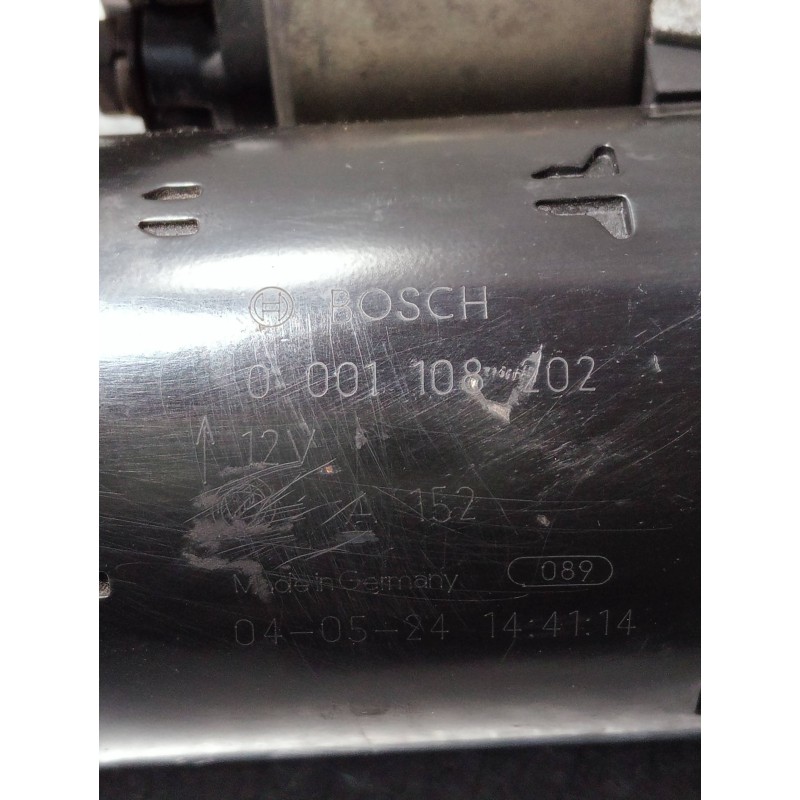 BOSCH
0 001 108 202
12V
A 152
Made in Germany 089
04-05-24 14:41:14